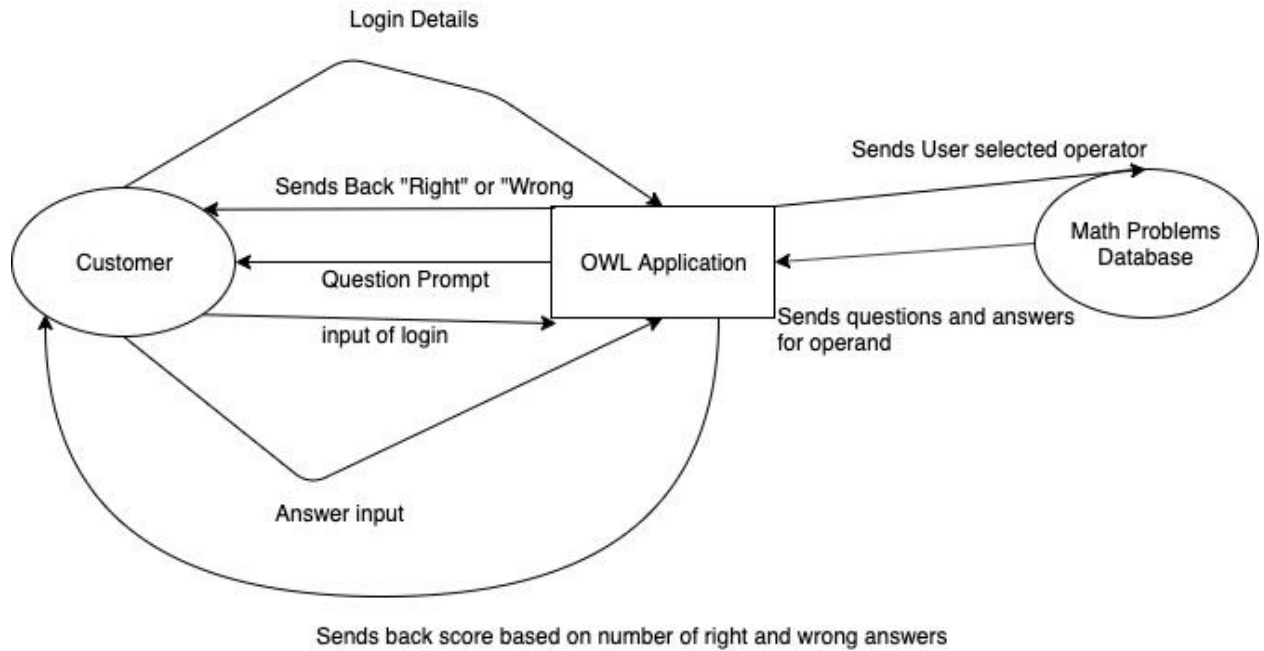 Login Details
Sends User selected operator
Sends Back "Right" or "Wrong
Customer
OWL Application
Math Problems
Database
Question Prompt
input of login
Sends questions and answers
for operand
Answer input
Sends back score based on number of right and wrong answers